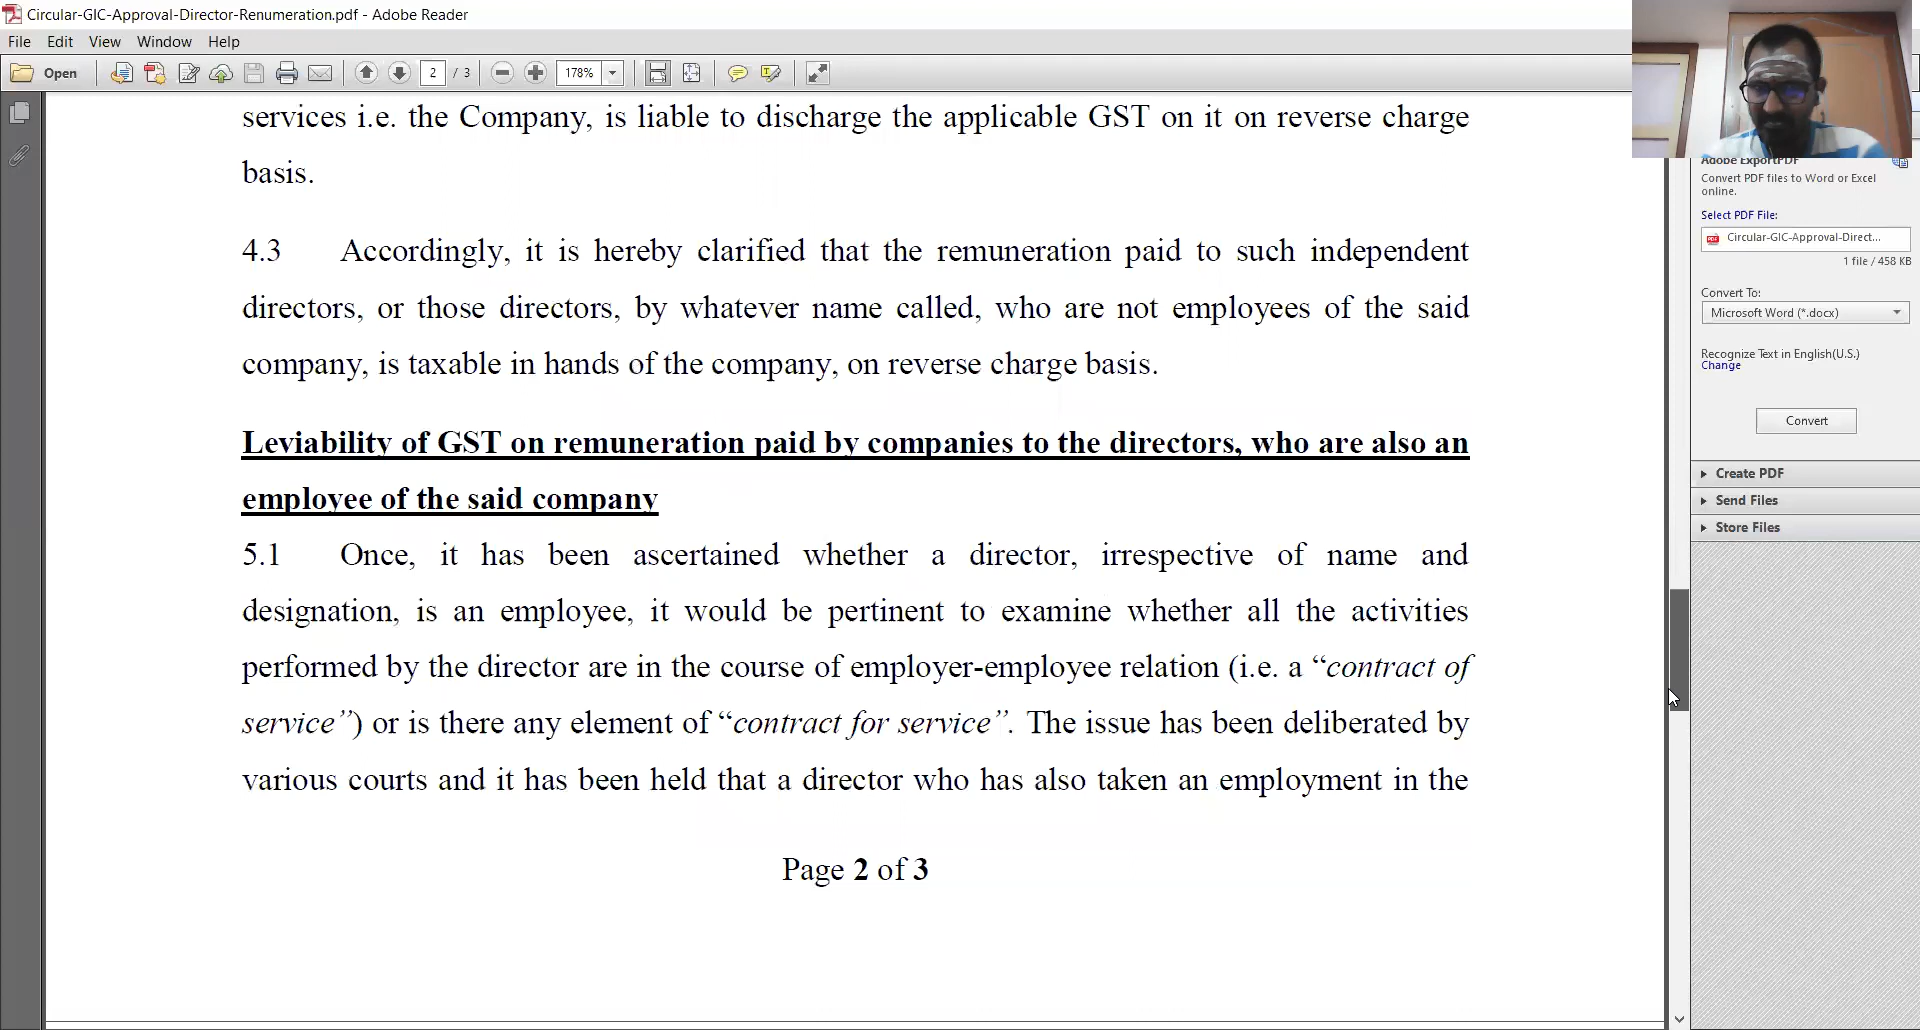 Circular-GIC-Approval-Director-Renumeration.pdf - Adobe Reader
File Edit View Window Help
Open 2 / 3 178%
services i.e. the Company, is liable to discharge the applicable GST on it on reverse charge
basis.
4.3 Accordingly, it is hereby clarified that the remuneration paid to such independent
directors, or those directors, by whatever name called, who are not employees of the said
company, is taxable in hands of the company, on reverse charge basis.
Leviability of GST on remuneration paid by companies to the directors, who are also an
employee of the said company
5.1 Once, it has been ascertained whether a director, irrespective of name and
designation, is an employee, it would be pertinent to examine whether all the activities
performed by the director are in the course of employer-employee relation (i.e. a “contract of
service”) or is there any element of “contract for service”. The issue has been deliberated by
various courts and it has been held that a director who has also taken an employment in the
Page 2 of 3
Adobe ExportPDF
Convert PDF files to Word or Excel
online.
Select PDF File:
Circular-GIC-Approval-Direct...
1 file / 458 KB
Convert To:
Microsoft Word (*.docx)
Recognize Text in English(U.S.)
Change
Convert
Create PDF
Send Files
Store Files